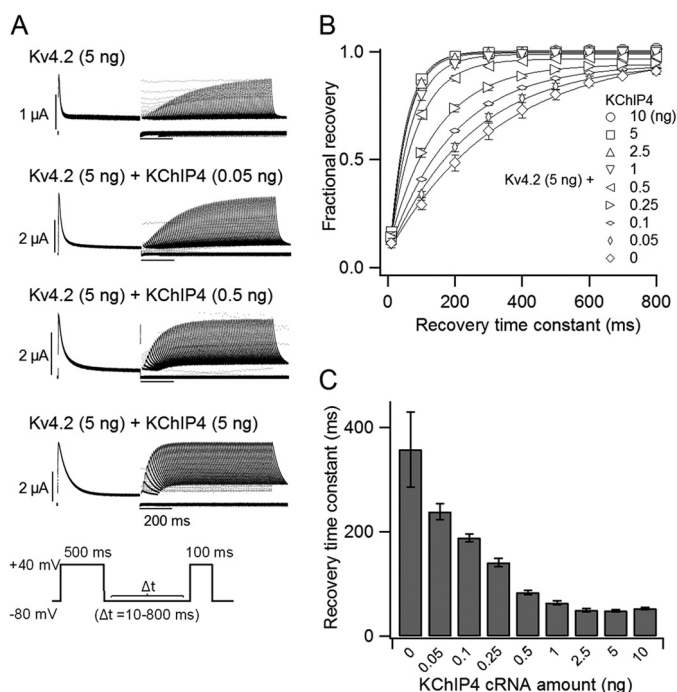 A
Kv4.2 (5 ng)
1 µA
Kv4.2 (5 ng) + KChIP4 (0.05 ng)
2 µA
Kv4.2 (5 ng) + KChIP4 (0.5 ng)
2 µA
Kv4.2 (5 ng) + KChIP4 (5 ng)
2 µA
200 ms
500 ms
100 ms
+40 mV
Δt
-80 mV
(Δt =10-800 ms)
B
Fractional recovery
1.0
0.5
0.0
0
200
400
600
800
Recovery time constant (ms)
KChIP4
10 (ng)
5
2.5
1
Kv4.2 (5 ng) +
0.5
0.25
0.1
0.05
0
C
Recovery time constant (ms)
400
200
0
0
0.05
0.1
0.25
0.5
1
2.5
5
10
KChIP4 cRNA amount (ng)